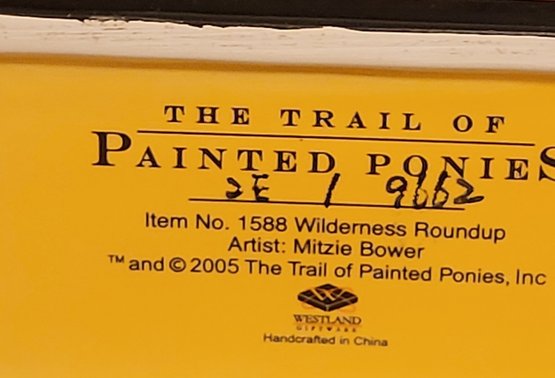 THE TRAIL OF
PAINTED PONIES
2E / 9662
Item No. 1588 Wilderness Roundup
Artist: Mitzie Bower
™ and © 2005 The Trail of Painted Ponies, Inc
WESTLAND
GIFTWARE
Handcrafted in China